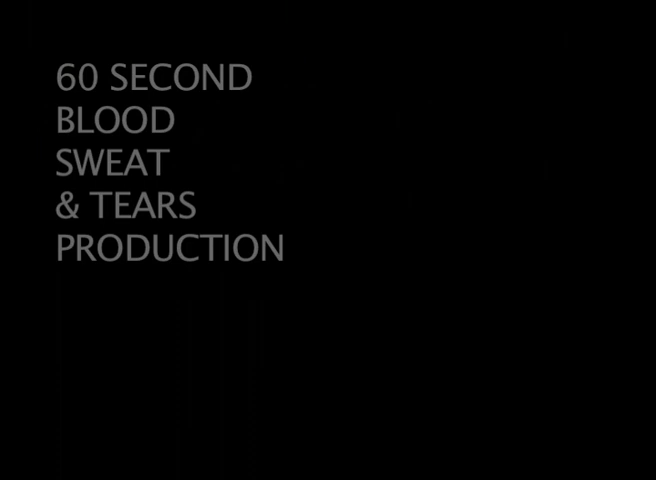 60 SECOND
BLOOD
SWEAT
& TEARS
PRODUCTION